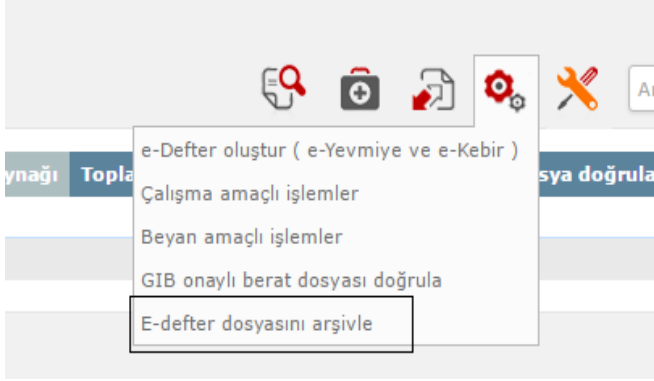 Ar
e-Defter oluştur ( e-Yevmiye ve e-Kebir )
ynağı Topla sya doğrula
Çalışma amaçlı işlemler
Beyan amaçlı işlemler
GIB onaylı berat dosyası doğrula
E-defter dosyasını arşivle